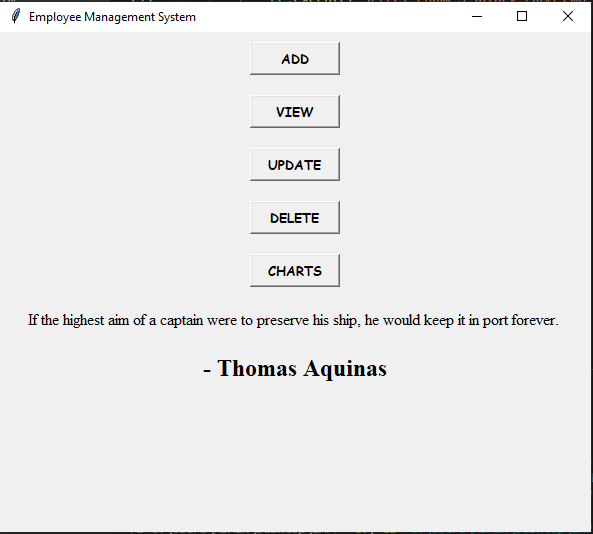 Employee Management System
ADD
VIEW
UPDATE
DELETE
CHARTS
If the highest aim of a captain were to preserve his ship, he would keep it in port forever.
- Thomas Aquinas